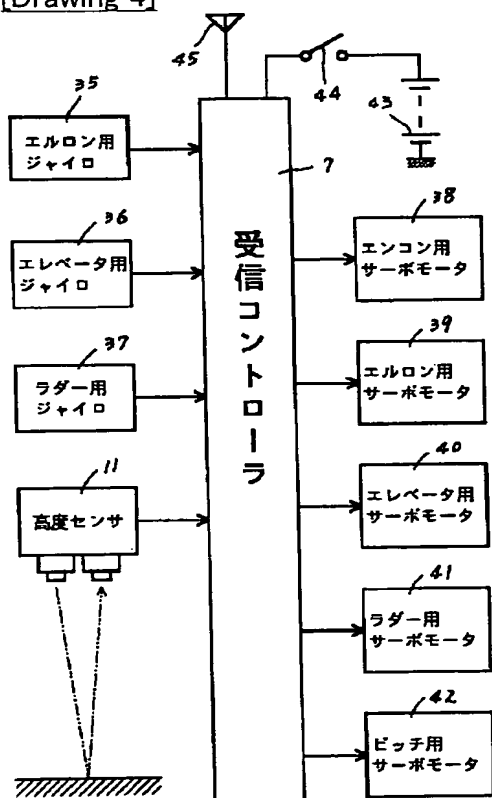 [Drawing 4]
45
44
43
35
エルロン用
ジャイロ
36
エレベータ用
ジャイロ
37
ラダー用
ジャイロ
11
高度センサ
7
受信コントローラ
38
エンコン用
サーボモータ
39
エルロン用
サーボモータ
40
エレベータ用
サーボモータ
41
ラダー用
サーボモータ
42
ピッチ用
サーボモータ